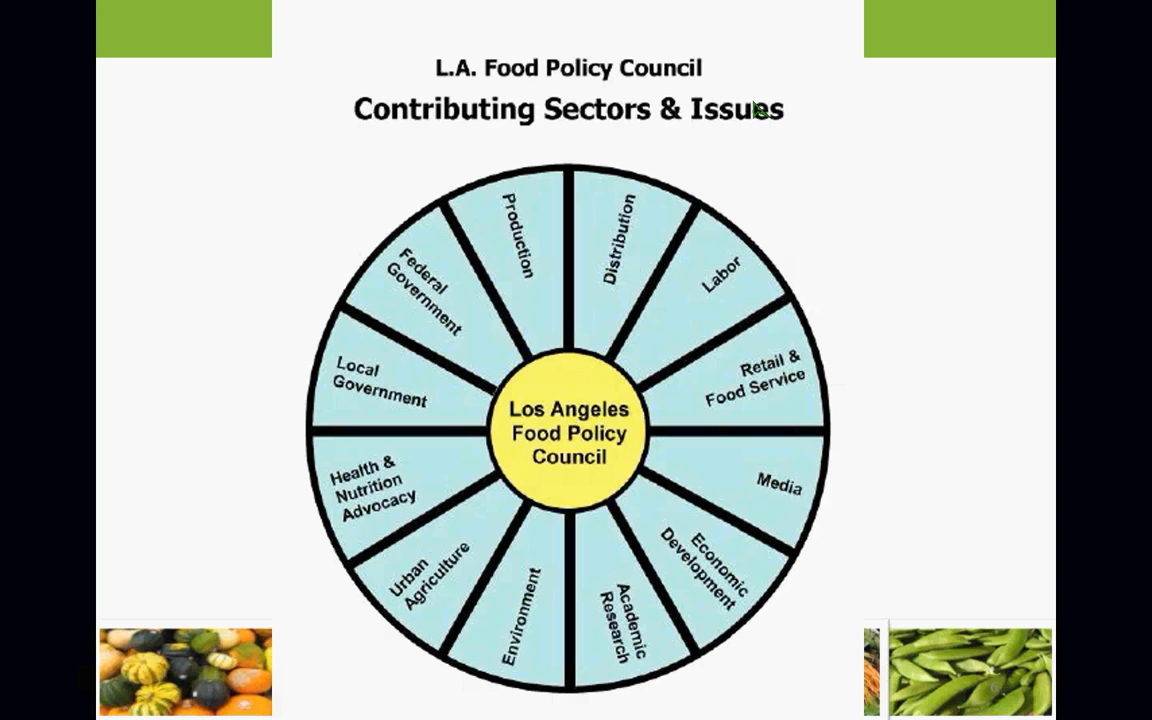 L.A. Food Policy Council
Contributing Sectors & Issues
Production
Distribution
Labor
Retail &
Food Service
Media
Economic
Development
Academic
Research
Environment
Urban
Agriculture
Health &
Nutrition
Advocacy
Local
Government
Federal
Government
Los Angeles
Food Policy
Council